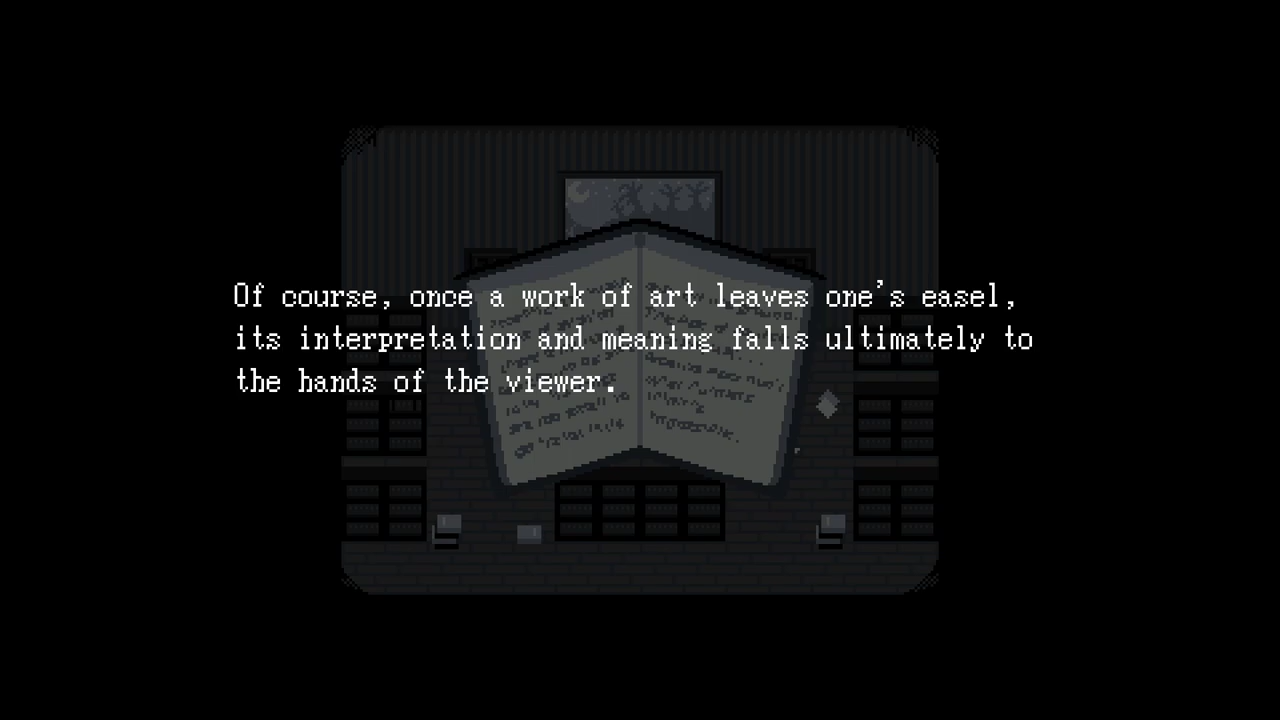 Of course, once a work of art leaves one's easel,
its interpretation and meaning falls ultimately to
the hands of the viewer.